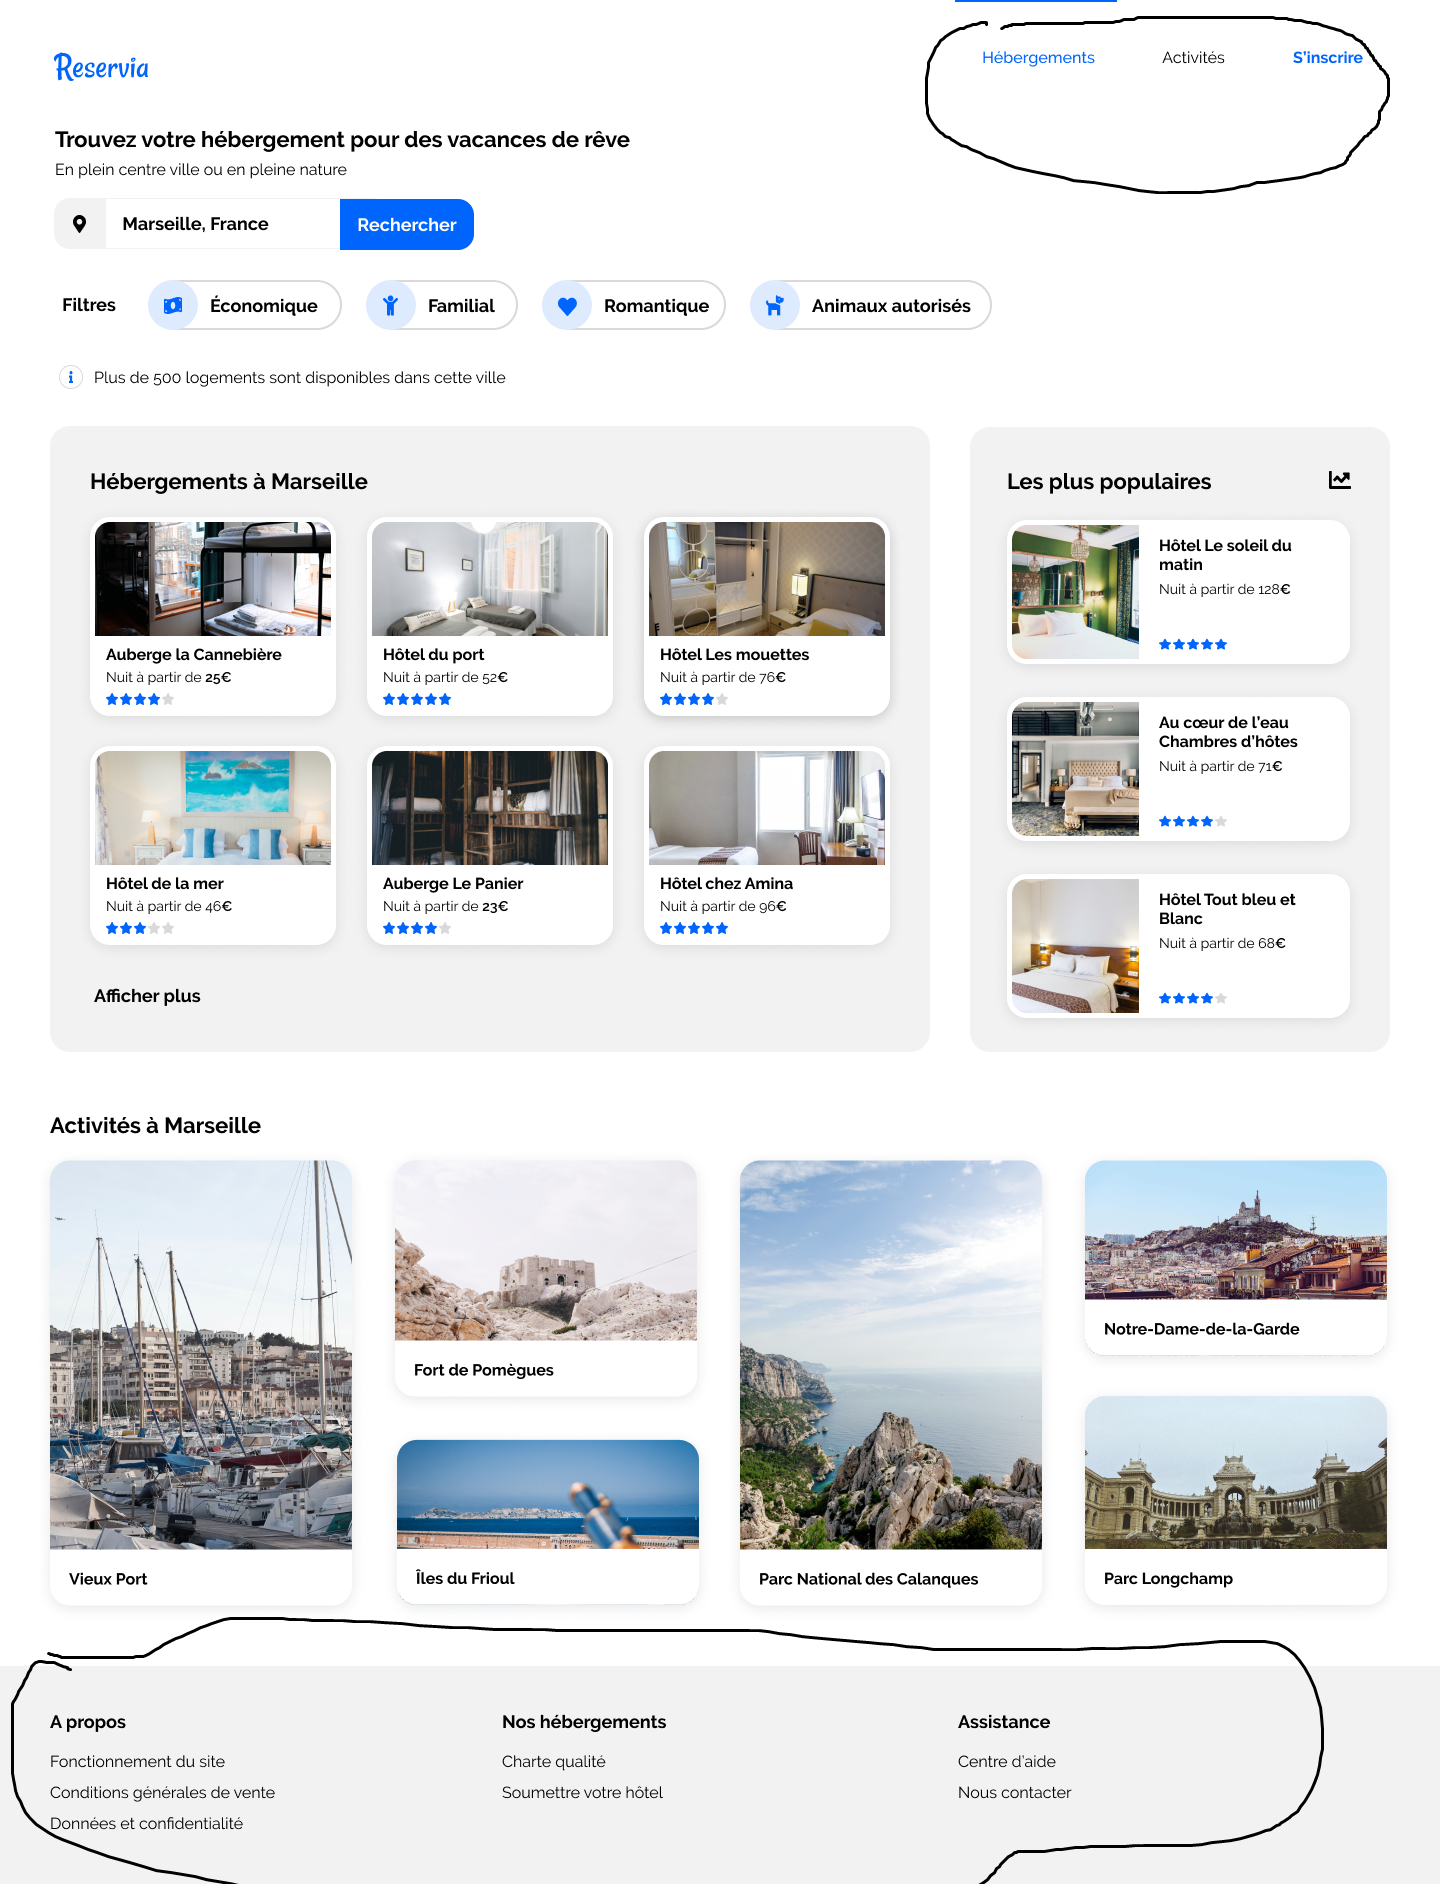 Reservia
Hébergements
Activités
S'inscrire
Trouvez votre hébergement pour des vacances de rêve
En plein centre ville ou en pleine nature
Marseille, France
Rechercher
Filtres
Économique
Familial
Romantique
Animaux autorisés
Plus de 500 logements sont disponibles dans cette ville
Hébergements à Marseille
Auberge la Cannebière
Nuit à partir de 25€
Hôtel du port
Nuit à partir de 52€
Hôtel Les mouettes
Nuit à partir de 76€
Hôtel de la mer
Nuit à partir de 46€
Auberge Le Panier
Nuit à partir de 23€
Hôtel chez Amina
Nuit à partir de 96€
Afficher plus
Les plus populaires
Hôtel Le soleil du
matin
Nuit à partir de 128€
Au cœur de l'eau
Chambres d'hôtes
Nuit à partir de 71€
Hôtel Tout bleu et
Blanc
Nuit à partir de 68€
Activités à Marseille
Vieux Port
Fort de Pomègues
Îles du Frioul
Parc National des Calanques
Notre-Dame-de-la-Garde
Parc Longchamp
A propos
Fonctionnement du site
Conditions générales de vente
Données et confidentialité
Nos hébergements
Charte qualité
Soumettre votre hôtel
Assistance
Centre d'aide
Nous contacter